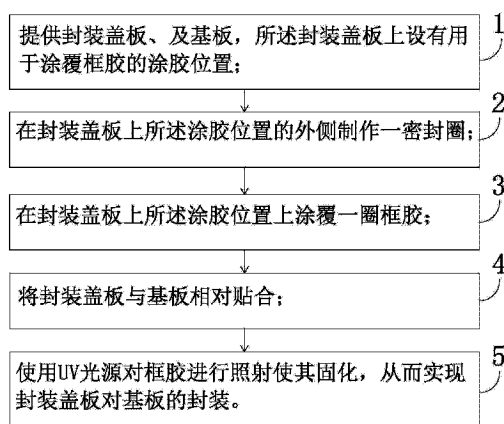 提供封装盖板、及基板，所述封装盖板上设有用
于涂覆框胶的涂胶位置；
1
在封装盖板上所述涂胶位置的外侧制作一密封圈；
2
在封装盖板上所述涂胶位置上涂覆一圈框胶；
3
将封装盖板与基板相对贴合；
4
使用UV光源对框胶进行照射使其固化，从而实现
封装盖板对基板的封装。
5